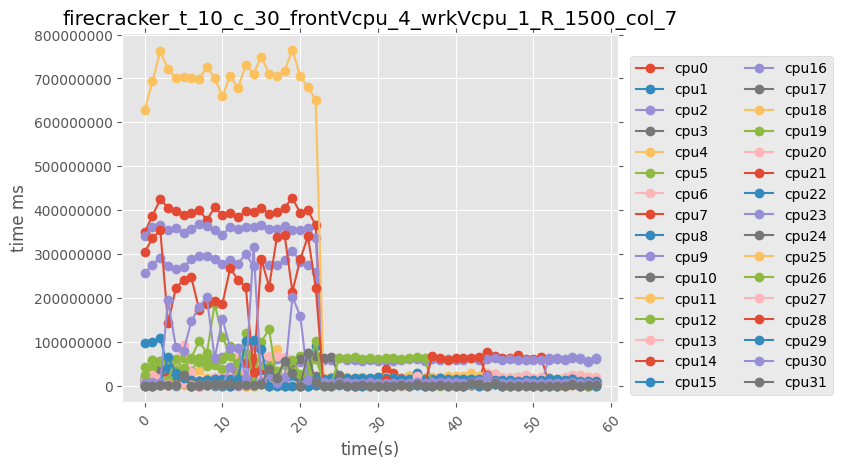 firecracker_t_10_c_30_frontVcpu_4_wrkVcpu_1_R_1500_col_7
800000000
700000000
600000000
500000000
400000000
300000000
200000000
100000000
0
time ms
0
10
20
30
40
50
60
time(s)
cpu0
cpu1
cpu2
cpu3
cpu4
cpu5
cpu6
cpu7
cpu8
cpu9
cpu10
cpu11
cpu12
cpu13
cpu14
cpu15
cpu16
cpu17
cpu18
cpu19
cpu20
cpu21
cpu22
cpu23
cpu24
cpu25
cpu26
cpu27
cpu28
cpu29
cpu30
cpu31